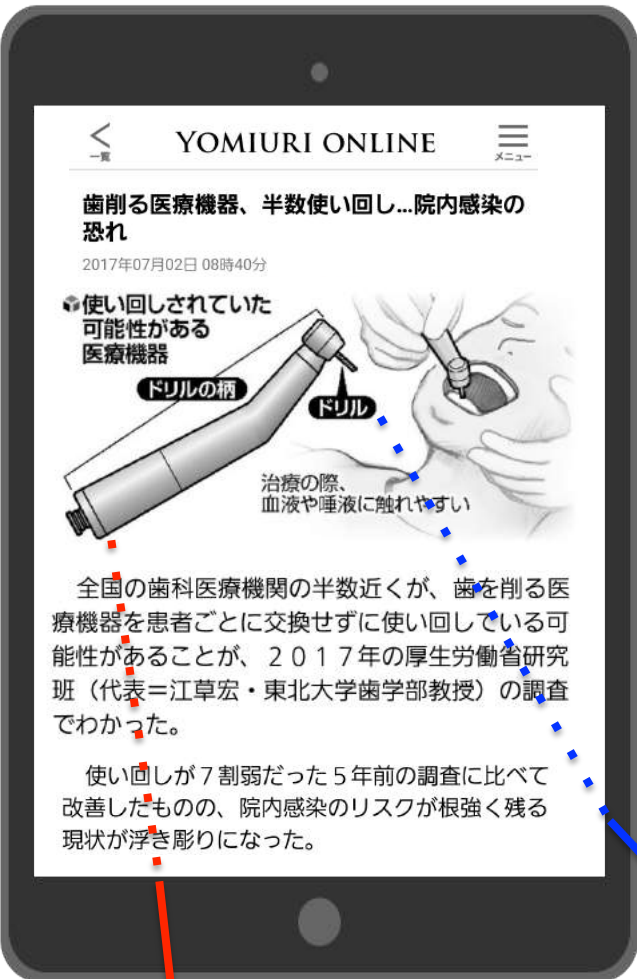 一覧
YOMIURI ONLINE
メニュー
歯削る医療機器、半数使い回し...院内感染の
恐れ
2017年07月02日 08時40分
使い回しされていた
可能性がある
医療機器
ドリルの柄
ドリル
治療の際、
血液や唾液に触れやすい
全国の歯科医療機関の半数近くが、歯を削る医
療機器を患者ごとに交換せずに使い回している可
能性があることが、２０１７年の厚生労働省研究
班（代表＝江草宏・東北大学歯学部教授）の調査
でわかった。
使い回しが７割弱だった５年前の調査に比べて
改善したものの、院内感染のリスクが根強く残る
現状が浮き彫りになった。